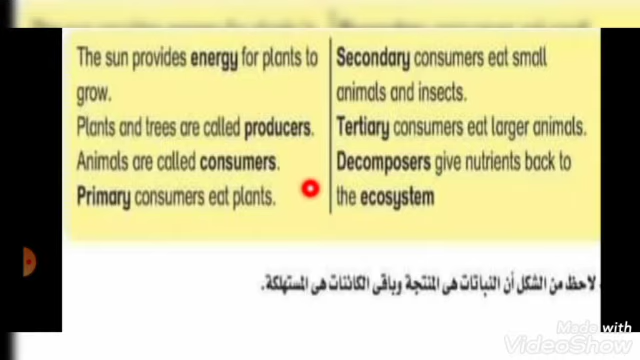 The sun provides energy for plants to
grow.
Plants and trees are called producers.
Animals are called consumers.
Primary consumers eat plants.
Secondary consumers eat small
animals and insects.
Tertiary consumers eat larger animals.
Decomposers give nutrients back to
the ecosystem
لاحظ من الشكل أن النباتات هى المنتجة وباقى الكائنات هى المستهلكة.
Made with
VideoShow